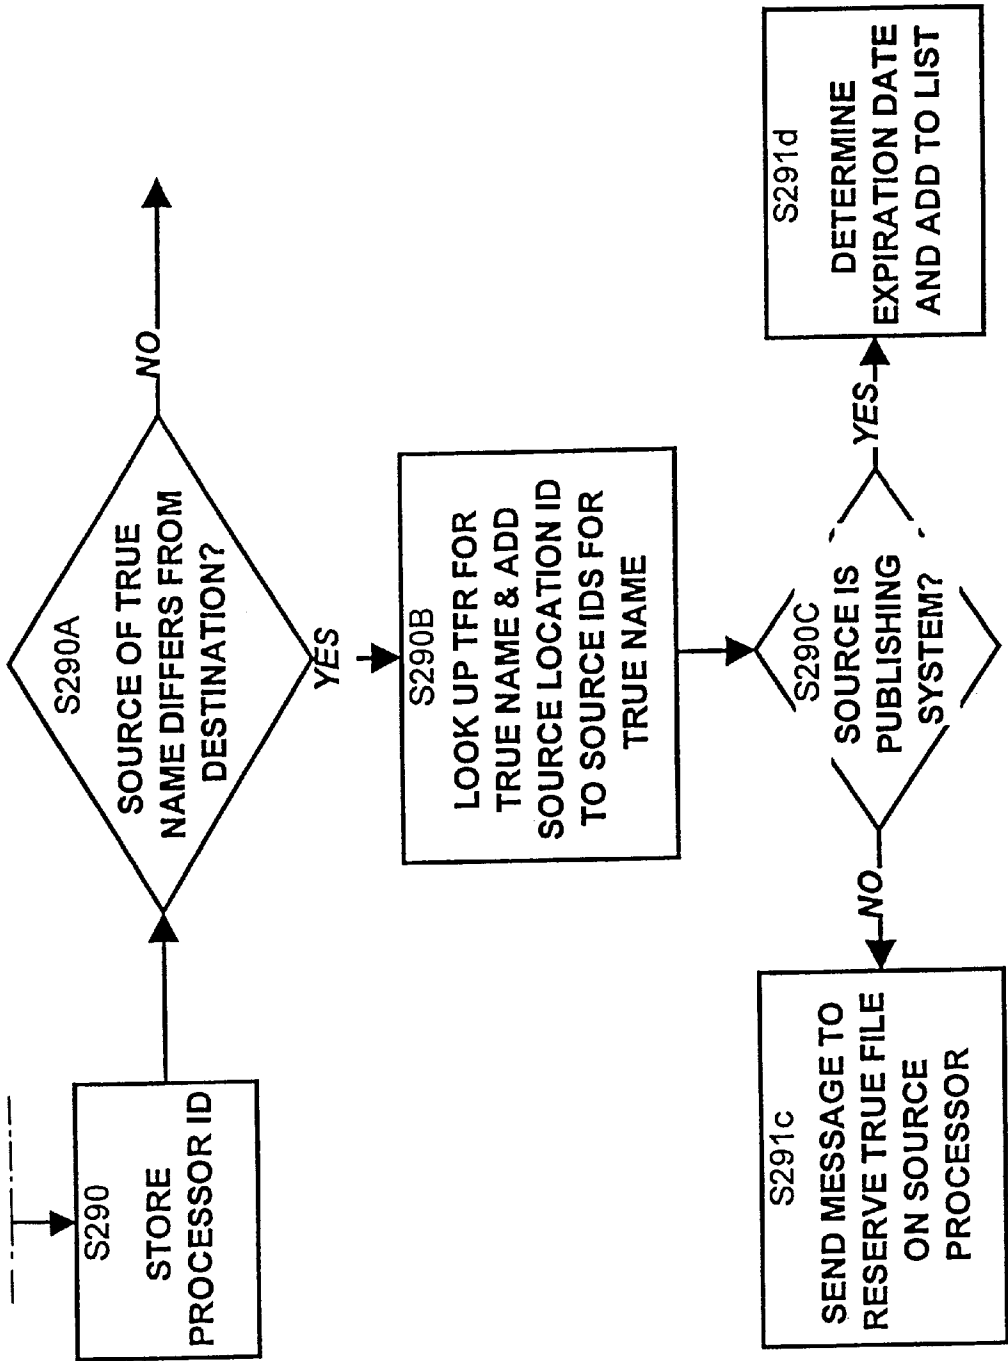 S290
STORE
PROCESSOR ID
S290A
SOURCE OF TRUE
NAME DIFFERS FROM
DESTINATION?
NO
YES
S290B
LOOK UP TFR FOR
TRUE NAME & ADD
SOURCE LOCATION ID
TO SOURCE IDS FOR
TRUE NAME
S290C
SOURCE IS
PUBLISHING
SYSTEM?
NO
YES
S291c
SEND MESSAGE TO
RESERVE TRUE FILE
ON SOURCE
PROCESSOR
S291d
DETERMINE
EXPIRATION DATE
AND ADD TO LIST